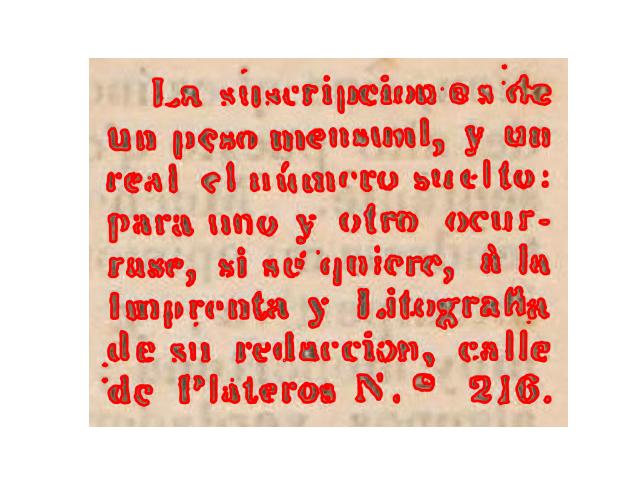 La suscripcion es de
un peso mensual, y un
real el número suelto:
para uno y otro ocur-
rase, si se quiere, à la
Imprenta y Litografia
de su redaccion, calle
de Plateros N.º 216.